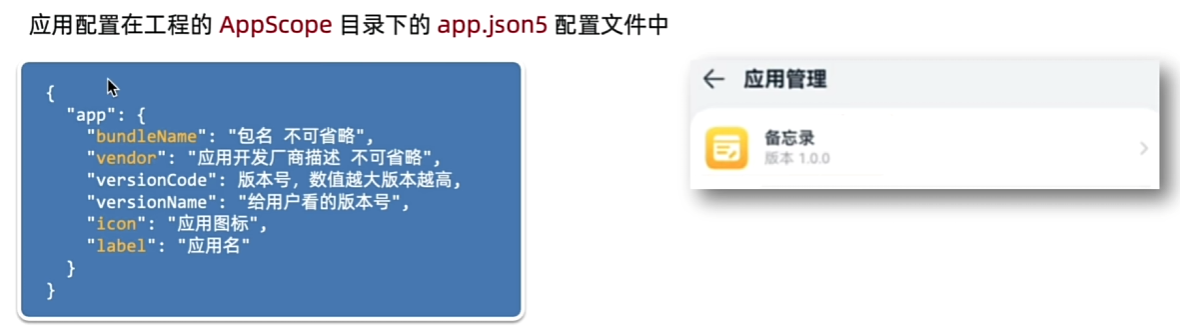 应用配置在工程的 AppScope 目录下的 app.json5 配置文件中
{
"app": {
"bundleName": "包名 不可省略",
"vendor": "应用开发厂商描述 不可省略",
"versionCode": 版本号, 数值越大版本越高,
"versionName": "给用户看的版本号",
"icon": "应用图标",
"label": "应用名"
}
}
应用管理
备忘录
版本 1.0.0